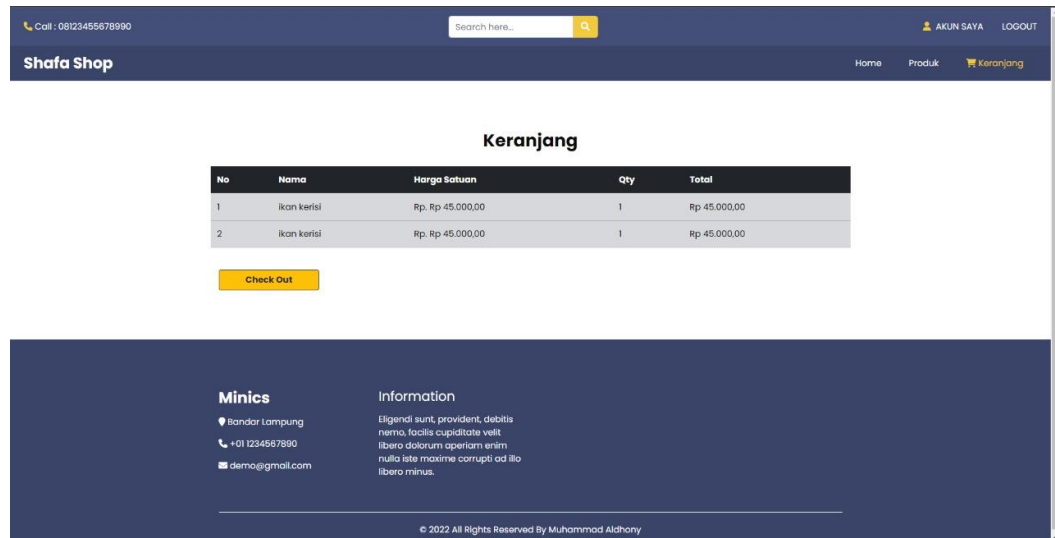 Call : 08123455678990
Search here...
AKUN SAYA LOGOUT
Shafa Shop
Home Produk Keranjang
Keranjang
No Nama Harga Satuan Qty Total
1 ikan kerisi Rp. Rp 45.000,00 1 Rp 45.000,00
2 ikan kerisi Rp. Rp 45.000,00 1 Rp 45.000,00
Check Out
Minics
Bandar Lampung
+01 1234567890
demo@gmail.com
Information
Eligendi sunt, provident, debitis
nemo, facilis cupiditate velit
libero dolorum aperiam enim
nulla iste maxime corrupti ad illo
libero minus.
© 2022 All Rights Reserved By Muhammad Aldhony